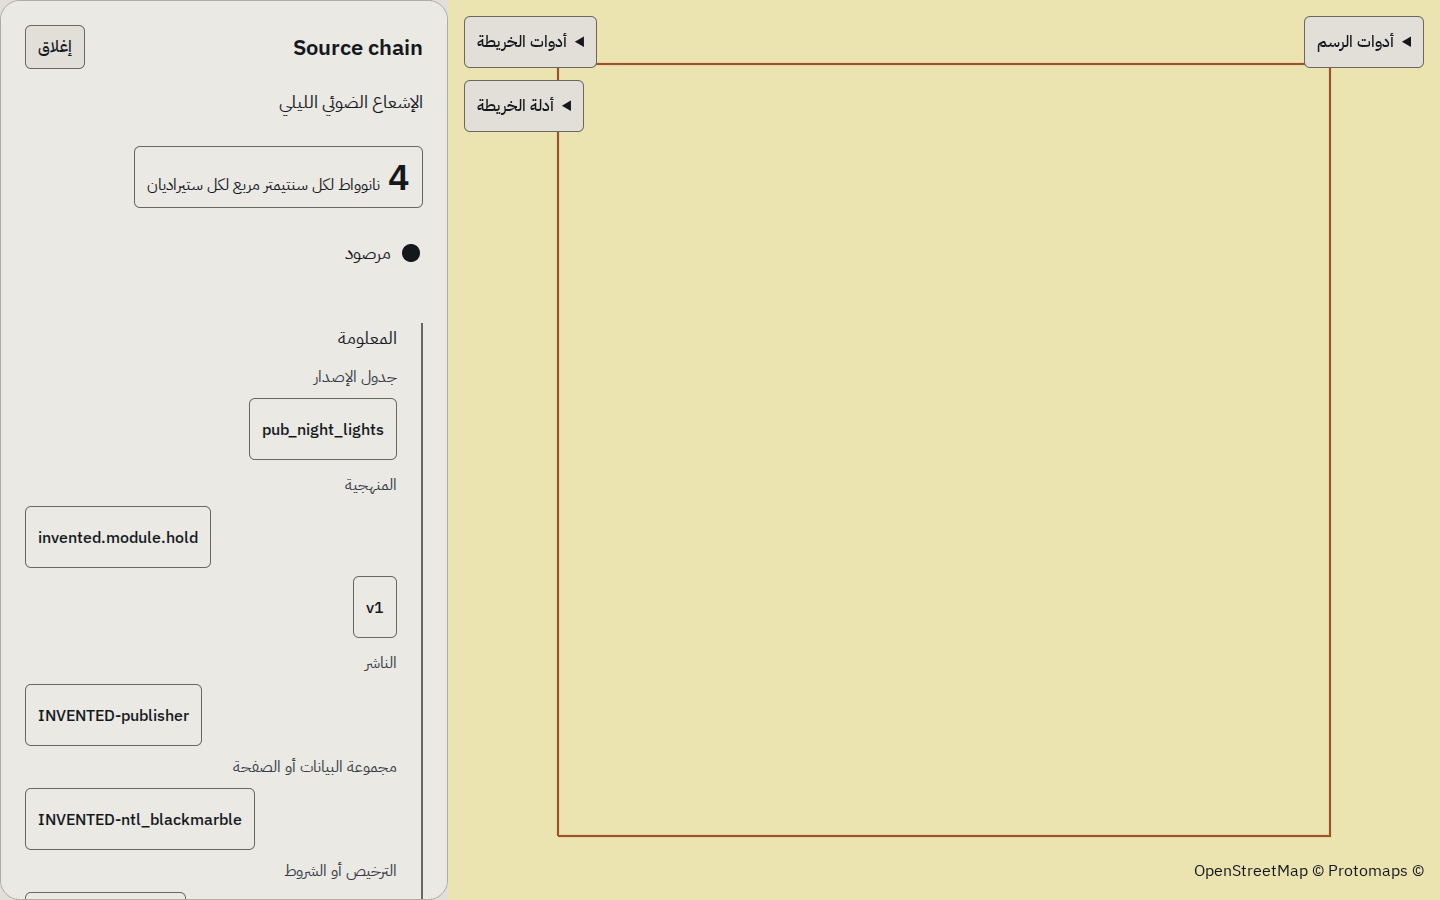 أدوات الرسم
أدوات الخريطة
أدلة الخريطة
Source chain
إغلاق
الإشعاع الضوئي الليلي
4 نانوواط لكل سنتيمتر مربع لكل ستيراديان
مرصود
المعلومة
جدول الإصدار
pub_night_lights
المنهجية
invented.module.hold
v1
الناشر
INVENTED-publisher
مجموعة البيانات أو الصفحة
INVENTED-ntl_blackmarble
الترخيص أو الشروط
OpenStreetMap © Protomaps ©